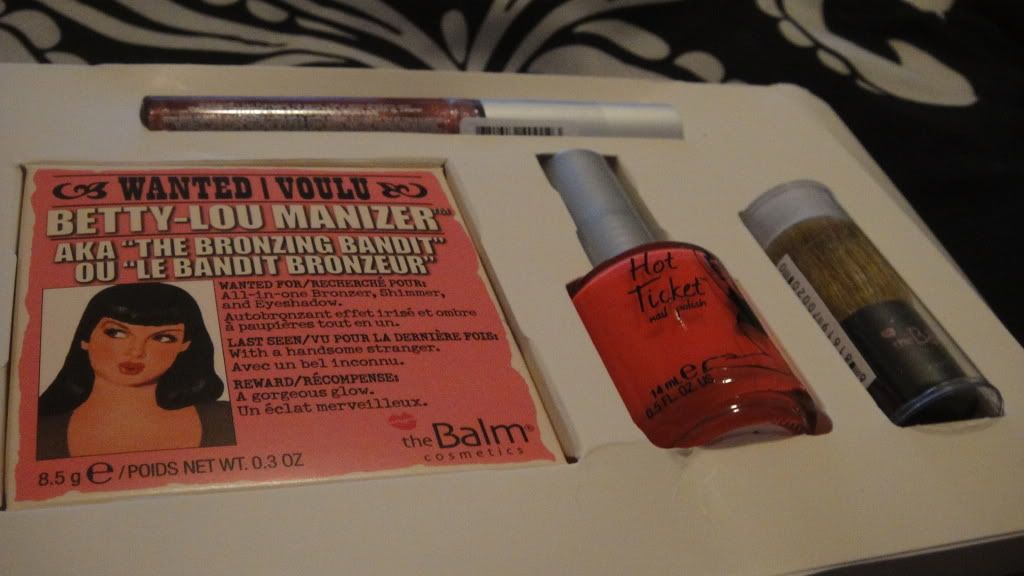 WANTED | VOULU
BETTY-LOU MANIZER™
AKA "THE BRONZING BANDIT"
OU "LE BANDIT BRONZEUR"
WANTED FOR/RECHERCHÉ POUR:
All-in-one Bronzer, Shimmer,
and Eyeshadow.
Autobronzant effet irisé et ombre
à paupières tout en un.
LAST SEEN/VU POUR LA DERNIÈRE FOIS:
With a handsome stranger.
Avec un bel inconnu.
REWARD/RÉCOMPENSE:
A gorgeous glow.
Un éclat merveilleux.
theBalm®
cosmetics
8.5 g e /POIDS NET WT. 0.3 OZ
Hot
Ticket
nail polish
14 mL e
0.5 FL. OZ. US